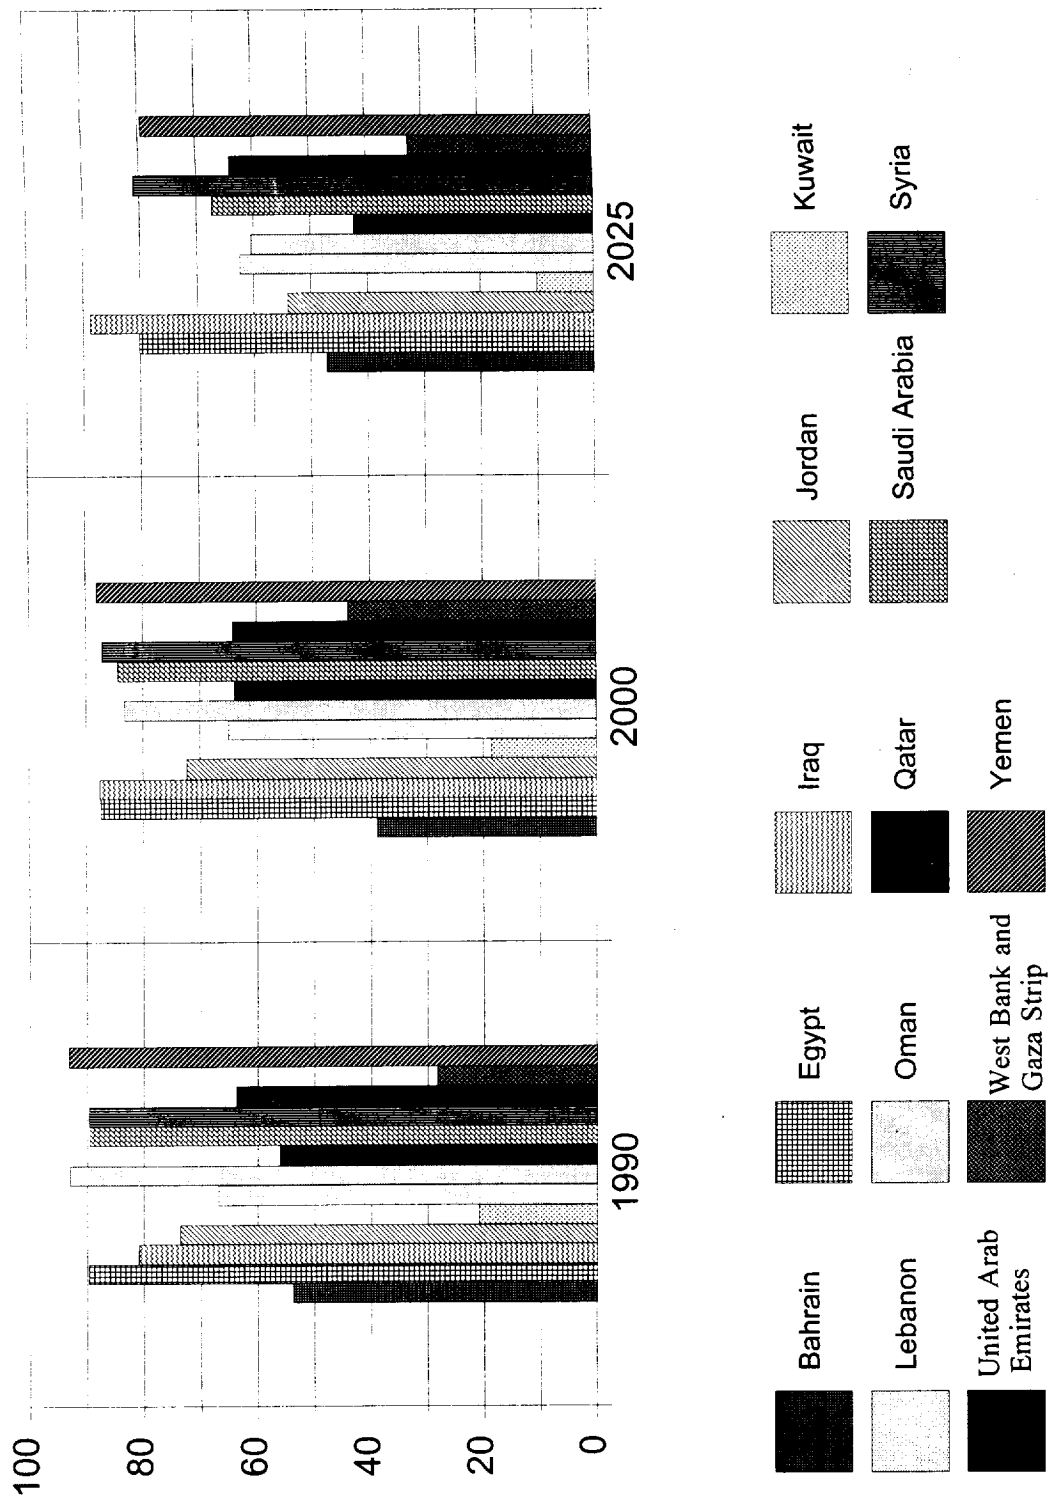 100
80
60
40
20
0
1990
2000
2025
Bahrain
Egypt
Iraq
Jordan
Kuwait
Lebanon
Oman
Qatar
Saudi Arabia
Syria
United Arab
Emirates
West Bank and
Gaza Strip
Yemen